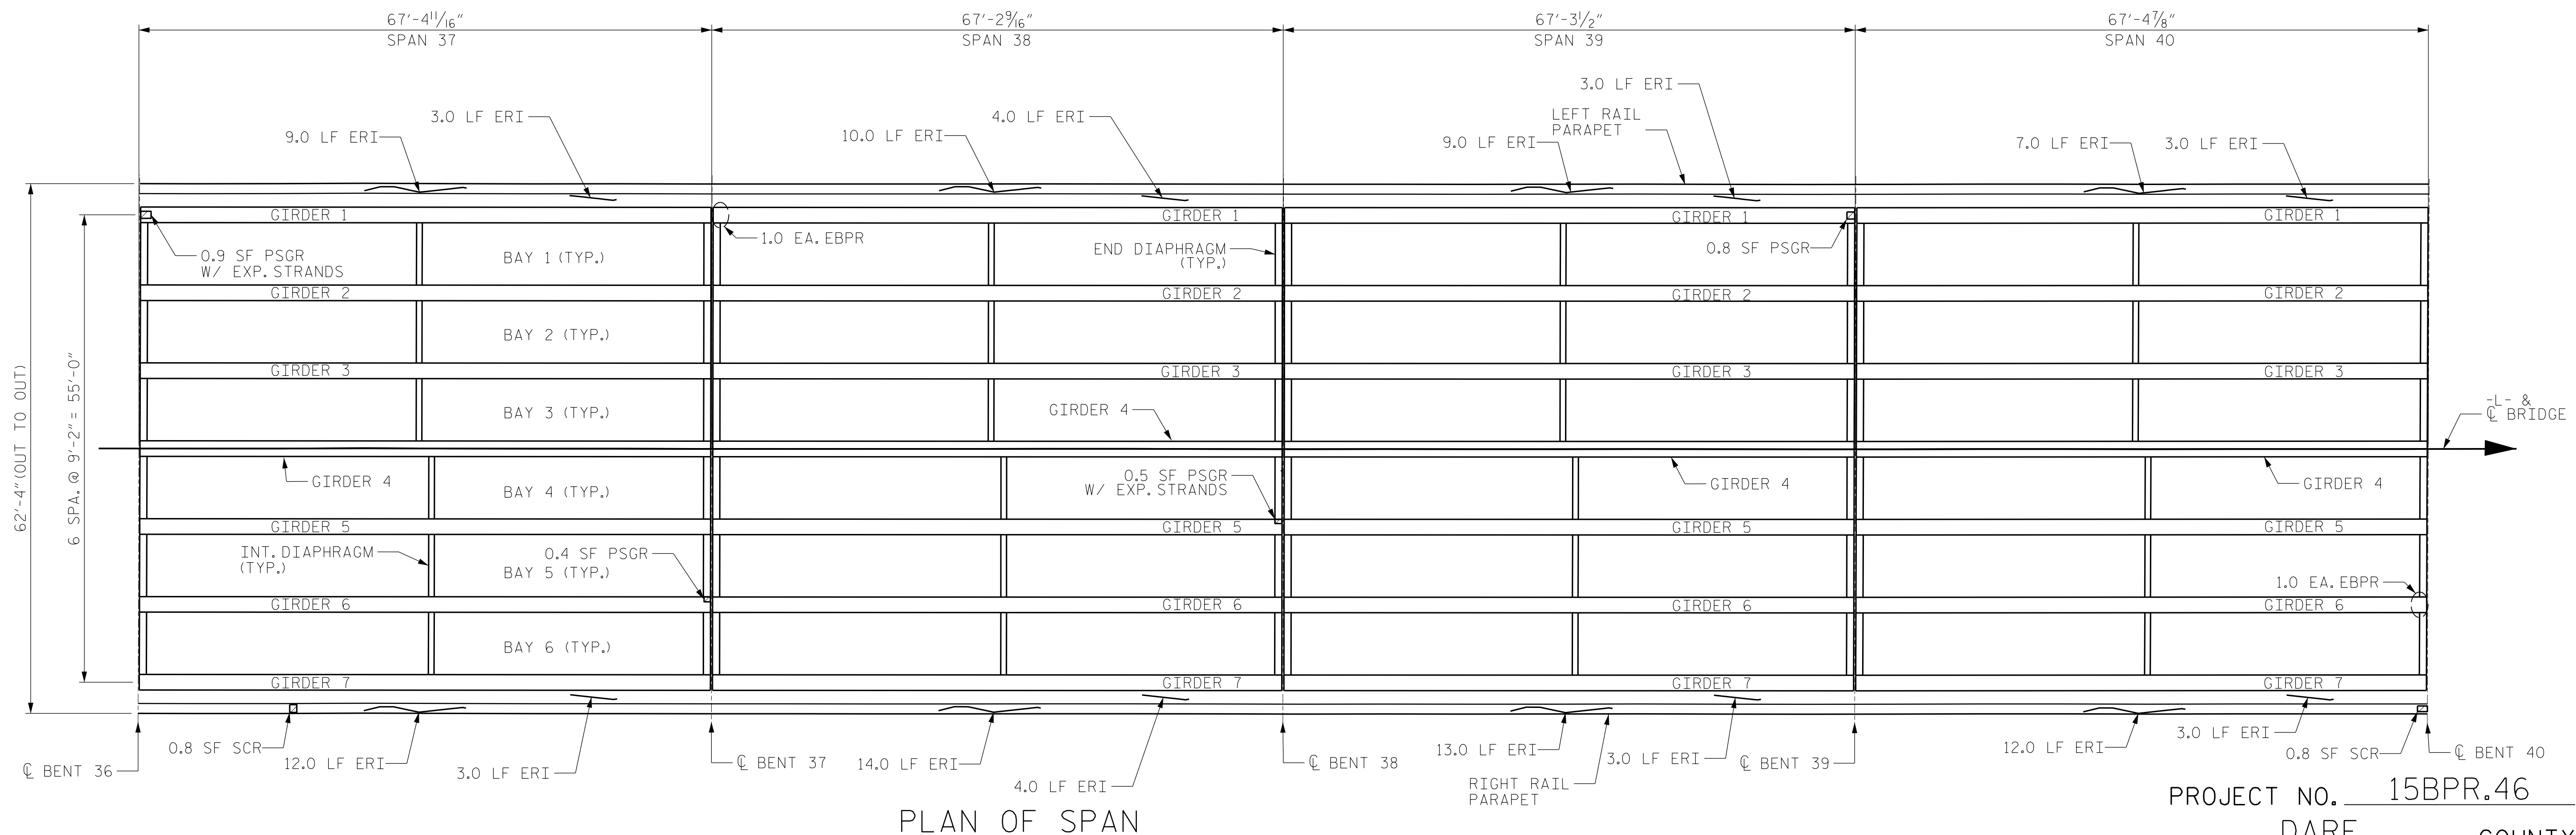 67'-4 11/16" 67'-2 9/16" 67'-3 1/2" 67'-4 7/8"
SPAN 37 SPAN 38 SPAN 39 SPAN 40
3.0 LF ERI
9.0 LF ERI
4.0 LF ERI
10.0 LF ERI
3.0 LF ERI
LEFT RAIL
PARAPET
9.0 LF ERI
7.0 LF ERI 3.0 LF ERI
GIRDER 1 GIRDER 1 GIRDER 1 GIRDER 1
1.0 EA. EBPR
0.9 SF PSGR
W/ EXP. STRANDS
BAY 1 (TYP.)
END DIAPHRAGM
(TYP.)
0.8 SF PSGR
GIRDER 2 GIRDER 2 GIRDER 2 GIRDER 2
BAY 2 (TYP.)
62'-4" (OUT TO OUT)
6 SPA. @ 9'-2" = 55'-0"
GIRDER 3 GIRDER 3 GIRDER 3 GIRDER 3
BAY 3 (TYP.)
GIRDER 4
-L- &
℄ BRIDGE
GIRDER 4
BAY 4 (TYP.)
0.5 SF PSGR
W/ EXP. STRANDS
GIRDER 4
GIRDER 4
GIRDER 5 GIRDER 5 GIRDER 5 GIRDER 5
INT. DIAPHRAGM
(TYP.)
0.4 SF PSGR
BAY 5 (TYP.)
1.0 EA. EBPR
GIRDER 6 GIRDER 6 GIRDER 6 GIRDER 6
BAY 6 (TYP.)
GIRDER 7 GIRDER 7 GIRDER 7 GIRDER 7
0.8 SF SCR
12.0 LF ERI
3.0 LF ERI
℄ BENT 36
℄ BENT 37
14.0 LF ERI
4.0 LF ERI
℄ BENT 38
13.0 LF ERI
RIGHT RAIL
PARAPET
3.0 LF ERI
℄ BENT 39
12.0 LF ERI
3.0 LF ERI
0.8 SF SCR
℄ BENT 40
PLAN OF SPAN
PROJECT NO. 15BPR.46
DARE COUNTY